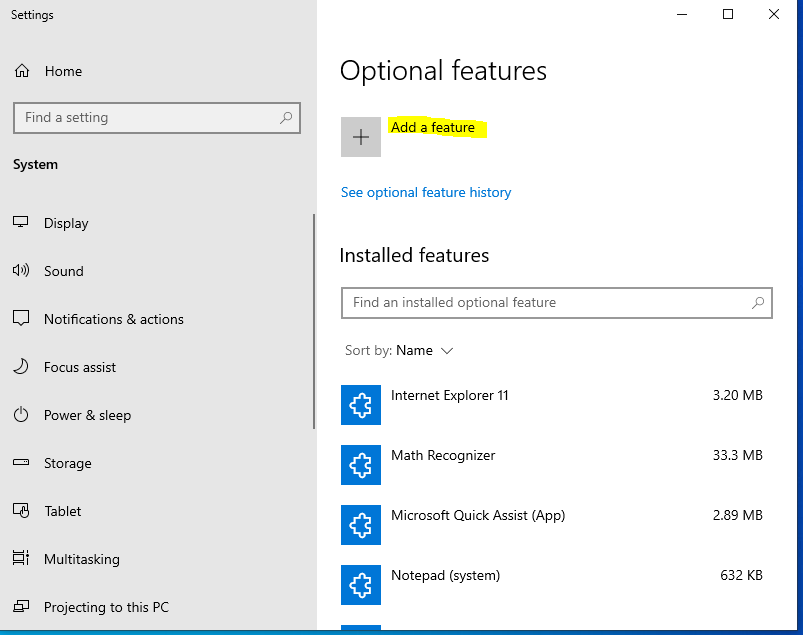 Settings
Home
Find a setting
System
Display
Sound
Notifications & actions
Focus assist
Power & sleep
Storage
Tablet
Multitasking
Projecting to this PC
Optional features
Add a feature
See optional feature history
Installed features
Find an installed optional feature
Sort by: Name
Internet Explorer 11 3.20 MB
Math Recognizer 33.3 MB
Microsoft Quick Assist (App) 2.89 MB
Notepad (system) 632 KB